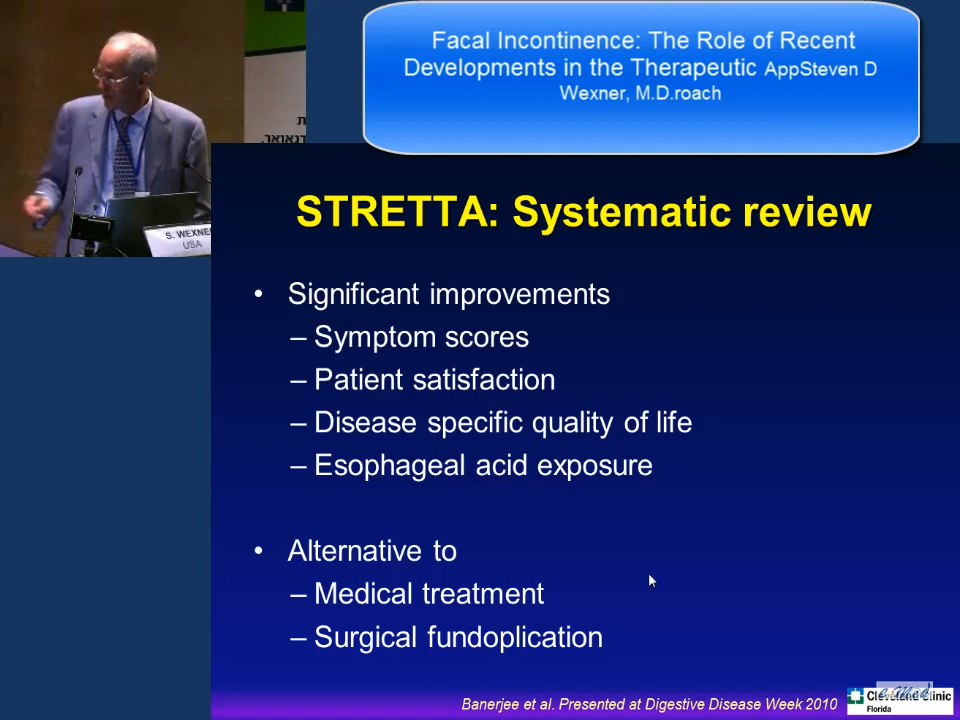 Facal Incontinence: The Role of Recent
Developments in the Therapeutic AppSteven D
Wexner, M.D.roach
S. WEXNER
USA
STRETTA: Systematic review
• Significant improvements
– Symptom scores
– Patient satisfaction
– Disease specific quality of life
– Esophageal acid exposure
• Alternative to
– Medical treatment
– Surgical fundoplication
Banerjee et al. Presented at Digestive Disease Week 2010
Cleveland Clinic
Florida